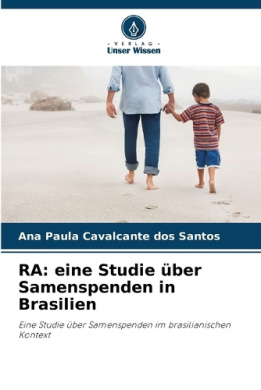 - VERLAG -
Unser Wissen
Ana Paula Cavalcante dos Santos
RA: eine Studie über
Samenspenden in
Brasilien
Eine Studie über Samenspenden im brasilianischen
Kontext